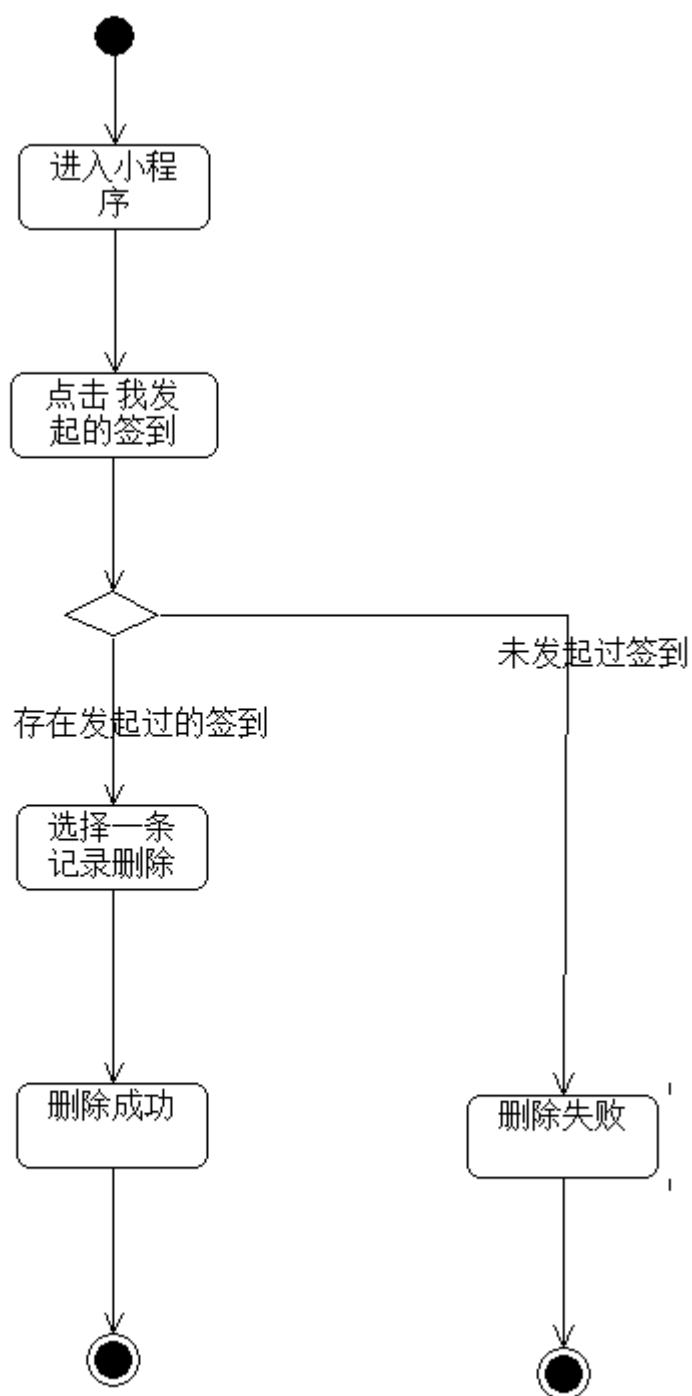 进入小程
序
点击 我发
起的签到
未发起过签到
存在发起过的签到
选择一条
记录删除
删除成功
删除失败